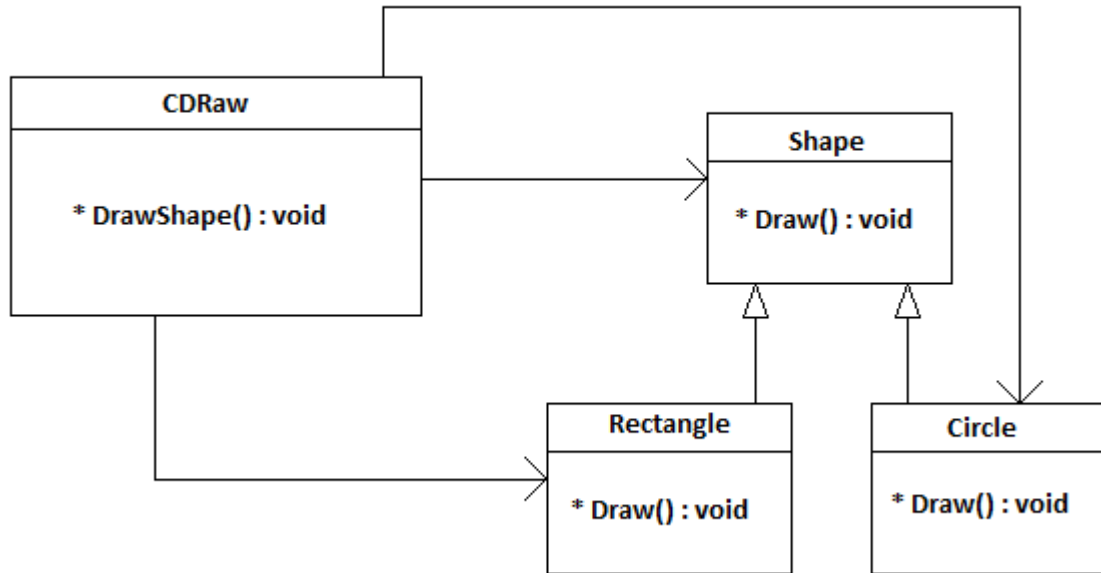 CDRaw
* DrawShape() : void
Shape
* Draw() : void
Rectangle
* Draw() : void
Circle
* Draw() : void